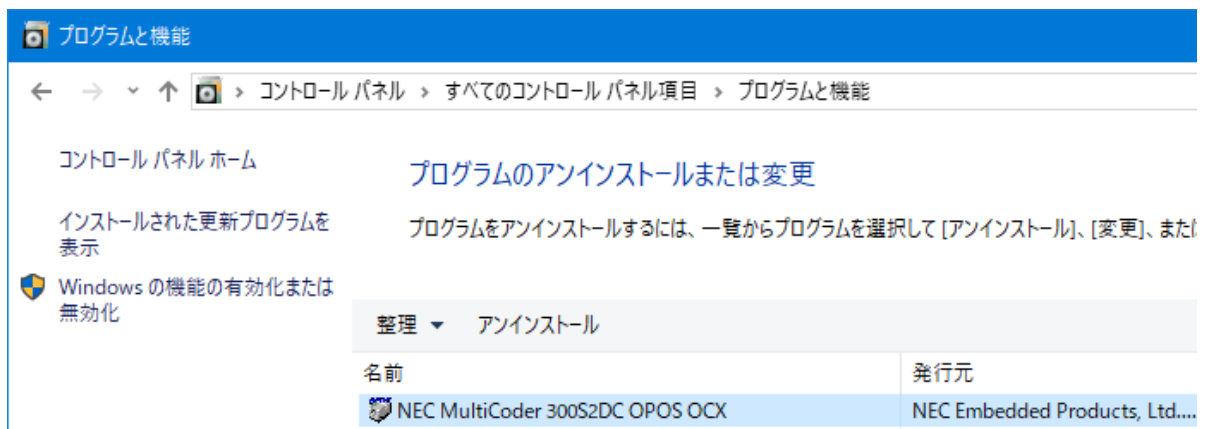 プログラムと機能
コントロール パネル › すべてのコントロール パネル項目 › プログラムと機能
コントロール パネル ホーム
インストールされた更新プログラムを
表示
Windows の機能の有効化または
無効化
プログラムのアンインストールまたは変更
プログラムをアンインストールするには、一覧からプログラムを選択して [アンインストール]、[変更]、または
整理 アンインストール
名前 発行元
NEC MultiCoder 300S2DC OPOS OCX NEC Embedded Products, Ltd....